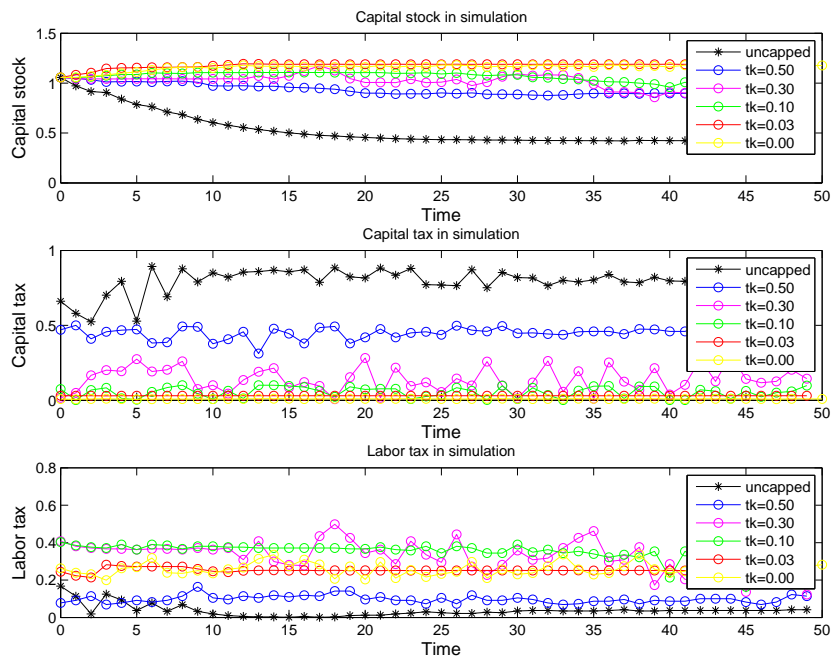 Capital stock in simulation
1.5
1
0.5
0
Capital stock
uncapped
tk=0.50
tk=0.30
tk=0.10
tk=0.03
tk=0.00
0 5 10 15 20 25 30 35 40 45 50
Time
Capital tax in simulation
1
0.5
0
Capital tax
uncapped
tk=0.50
tk=0.30
tk=0.10
tk=0.03
tk=0.00
0 5 10 15 20 25 30 35 40 45 50
Time
Labor tax in simulation
0.8
0.6
0.4
0.2
0
Labor tax
uncapped
tk=0.50
tk=0.30
tk=0.10
tk=0.03
tk=0.00
0 5 10 15 20 25 30 35 40 45 50
Time